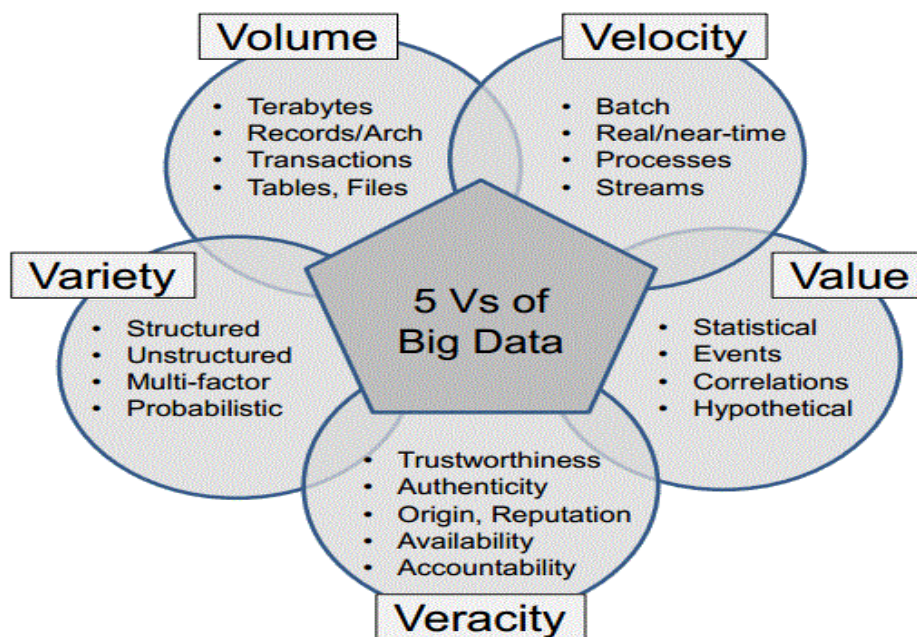 Volume
• Terabytes
• Records/Arch
• Transactions
• Tables, Files
Velocity
• Batch
• Real/near-time
• Processes
• Streams
Variety
• Structured
• Unstructured
• Multi-factor
• Probabilistic
5 Vs of
Big Data
Value
• Statistical
• Events
• Correlations
• Hypothetical
• Trustworthiness
• Authenticity
• Origin, Reputation
• Availability
• Accountability
Veracity